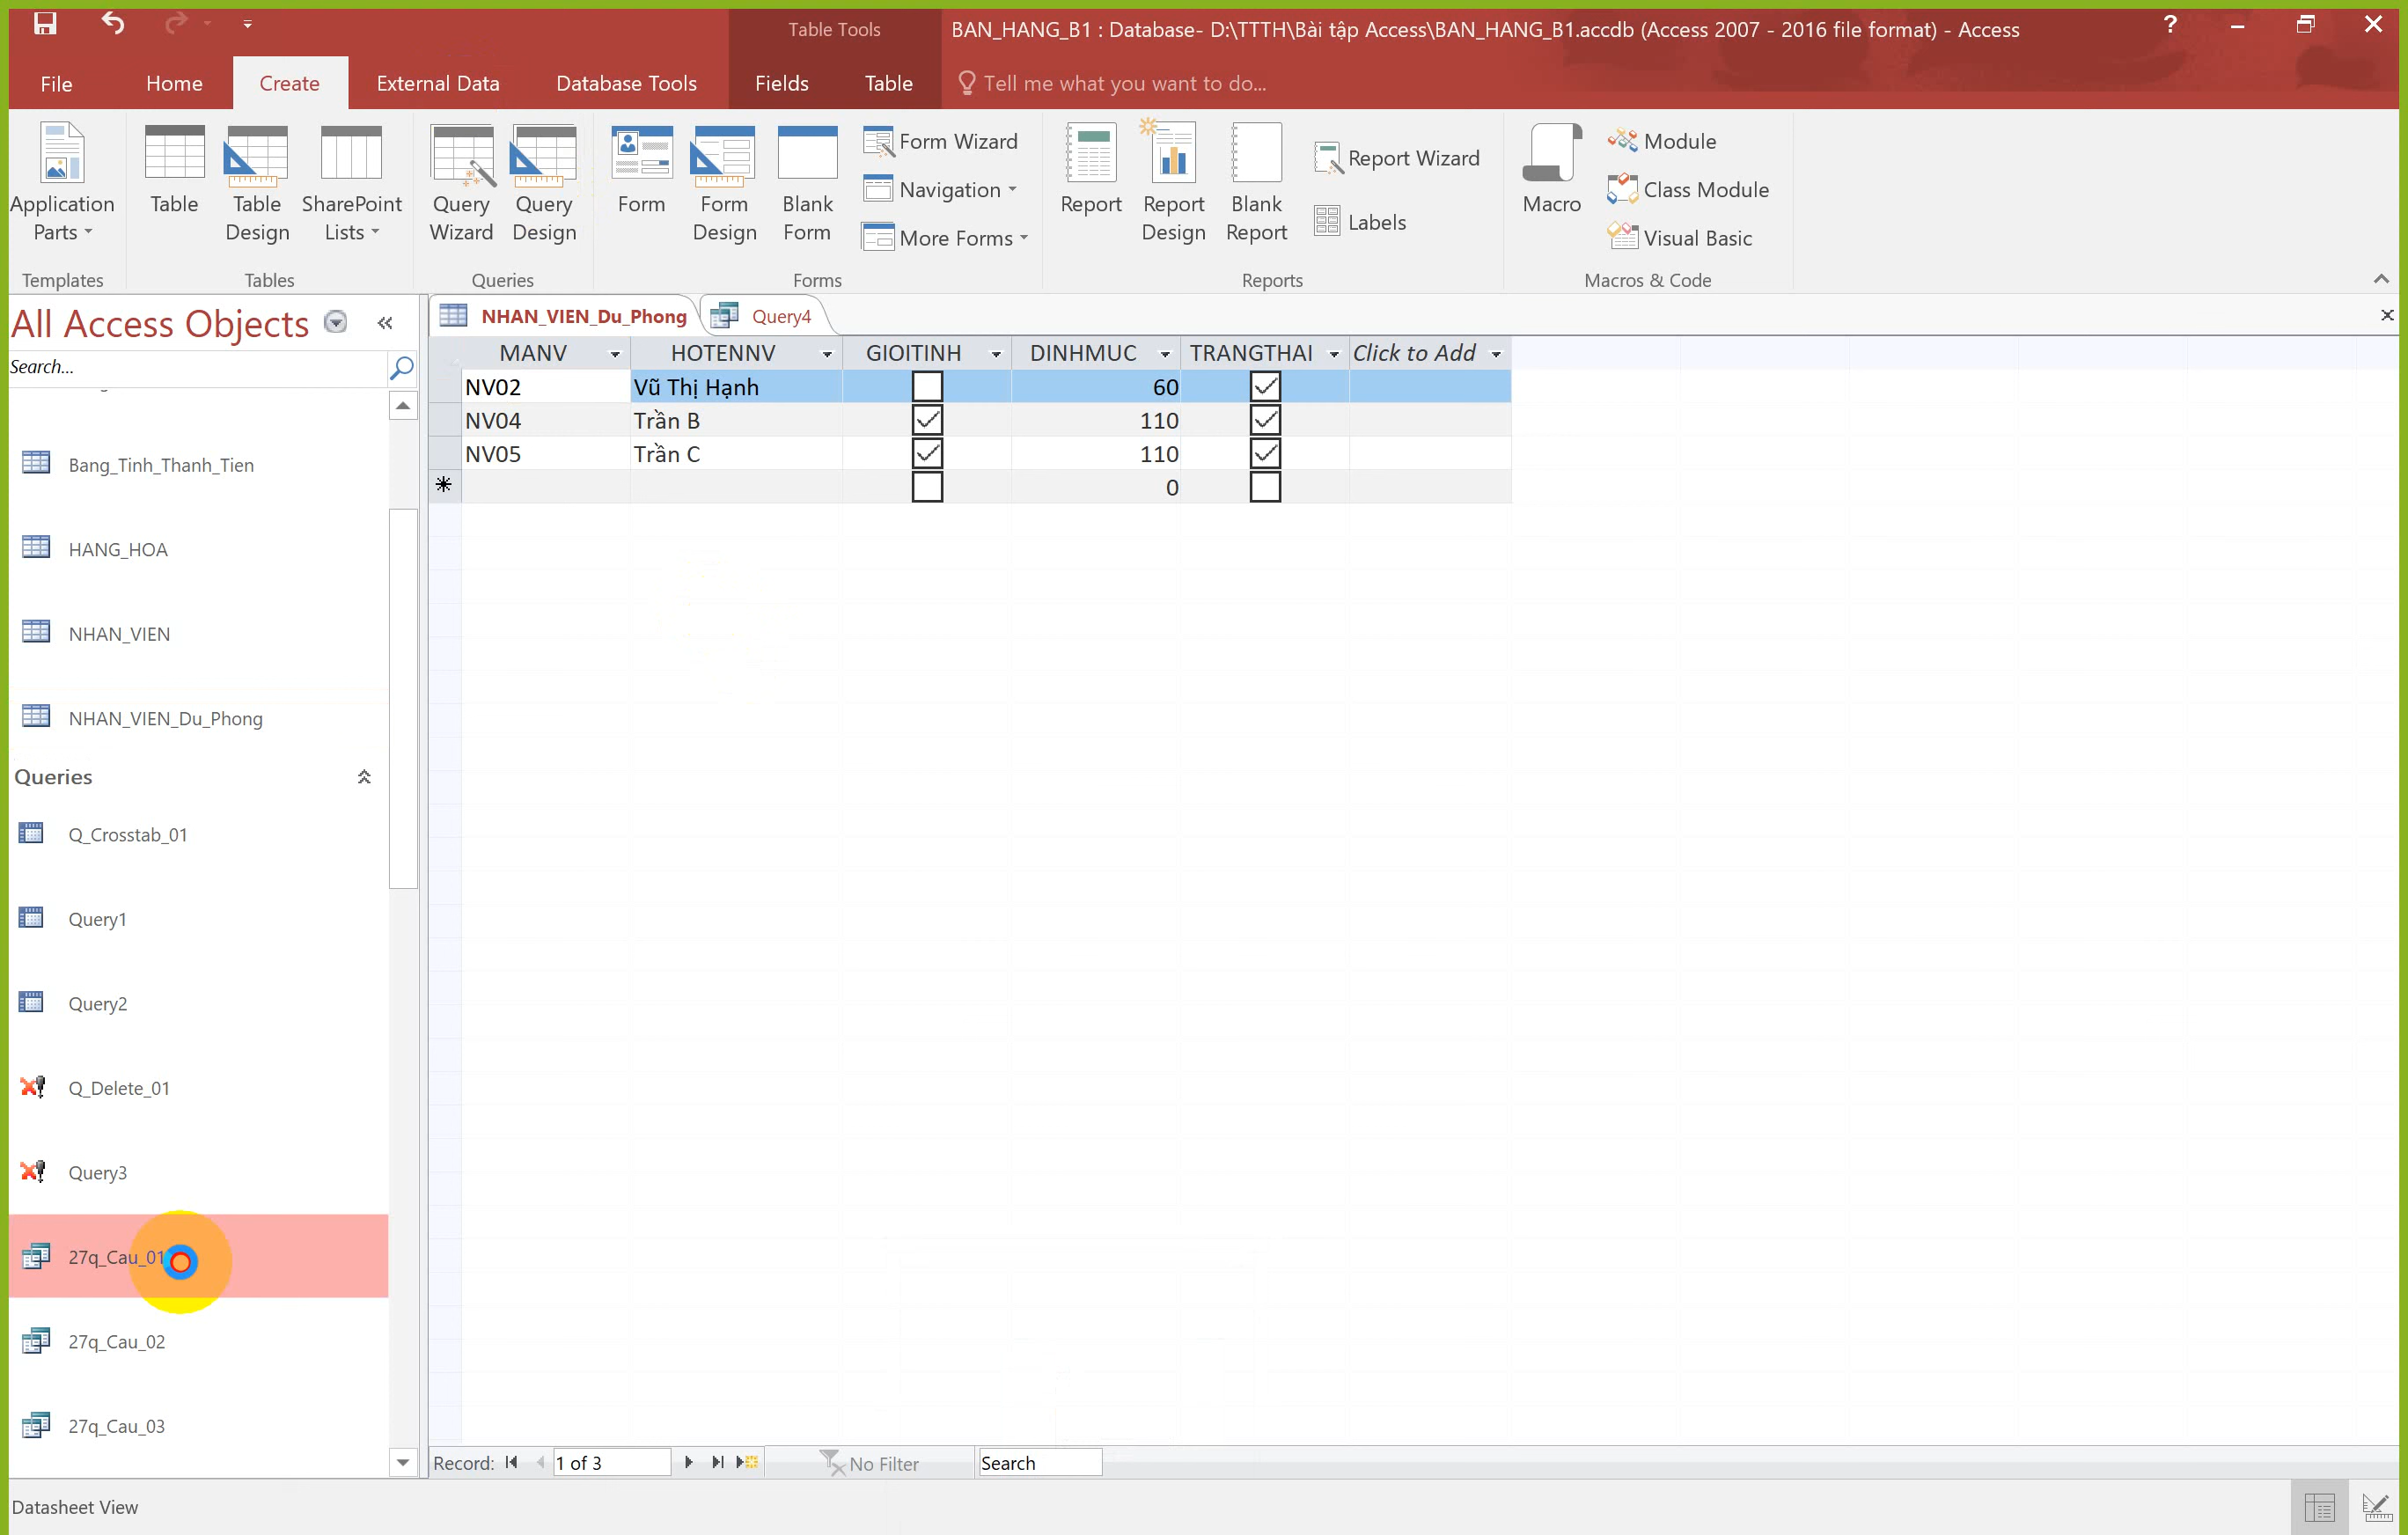 Table Tools
BAN_HANG_B1 : Database- D:\TTTH\Bài tập Access\BAN_HANG_B1.accdb (Access 2007 - 2016 file format) - Access
?
File
Home
Create
External Data
Database Tools
Fields
Table
Tell me what you want to do...
Application Parts
Table
Table Design
SharePoint Lists
Query Wizard
Query Design
Form
Form Design
Blank Form
Form Wizard
Navigation
More Forms
Report
Report Design
Blank Report
Report Wizard
Labels
Macro
Module
Class Module
Visual Basic
Templates
Tables
Queries
Forms
Reports
Macros & Code
All Access Objects
Search...
Bang_Tinh_Thanh_Tien
HANG_HOA
NHAN_VIEN
NHAN_VIEN_Du_Phong
Queries
Q_Crosstab_01
Query1
Query2
Q_Delete_01
Query3
27q_Cau_01
27q_Cau_02
27q_Cau_03
NHAN_VIEN_Du_Phong
Query4
MANV HOTENNV GIOITINH DINHMUC TRANGTHAI Click to Add
NV02 Vũ Thị Hạnh 60
NV04 Trần B 110
NV05 Trần C 110
0
Record: 1 of 3 No Filter Search
Datasheet View